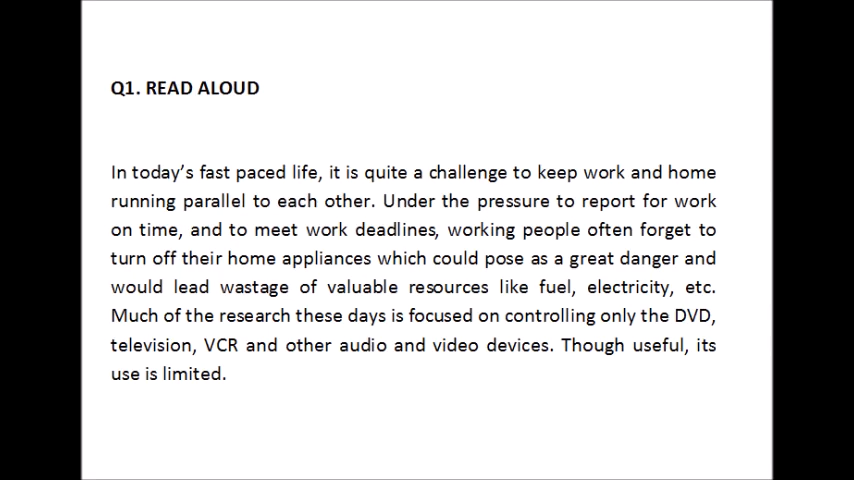 Q1. READ ALOUD
In today’s fast paced life, it is quite a challenge to keep work and home
running parallel to each other. Under the pressure to report for work
on time, and to meet work deadlines, working people often forget to
turn off their home appliances which could pose as a great danger and
would lead wastage of valuable resources like fuel, electricity, etc.
Much of the research these days is focused on controlling only the DVD,
television, VCR and other audio and video devices. Though useful, its
use is limited.